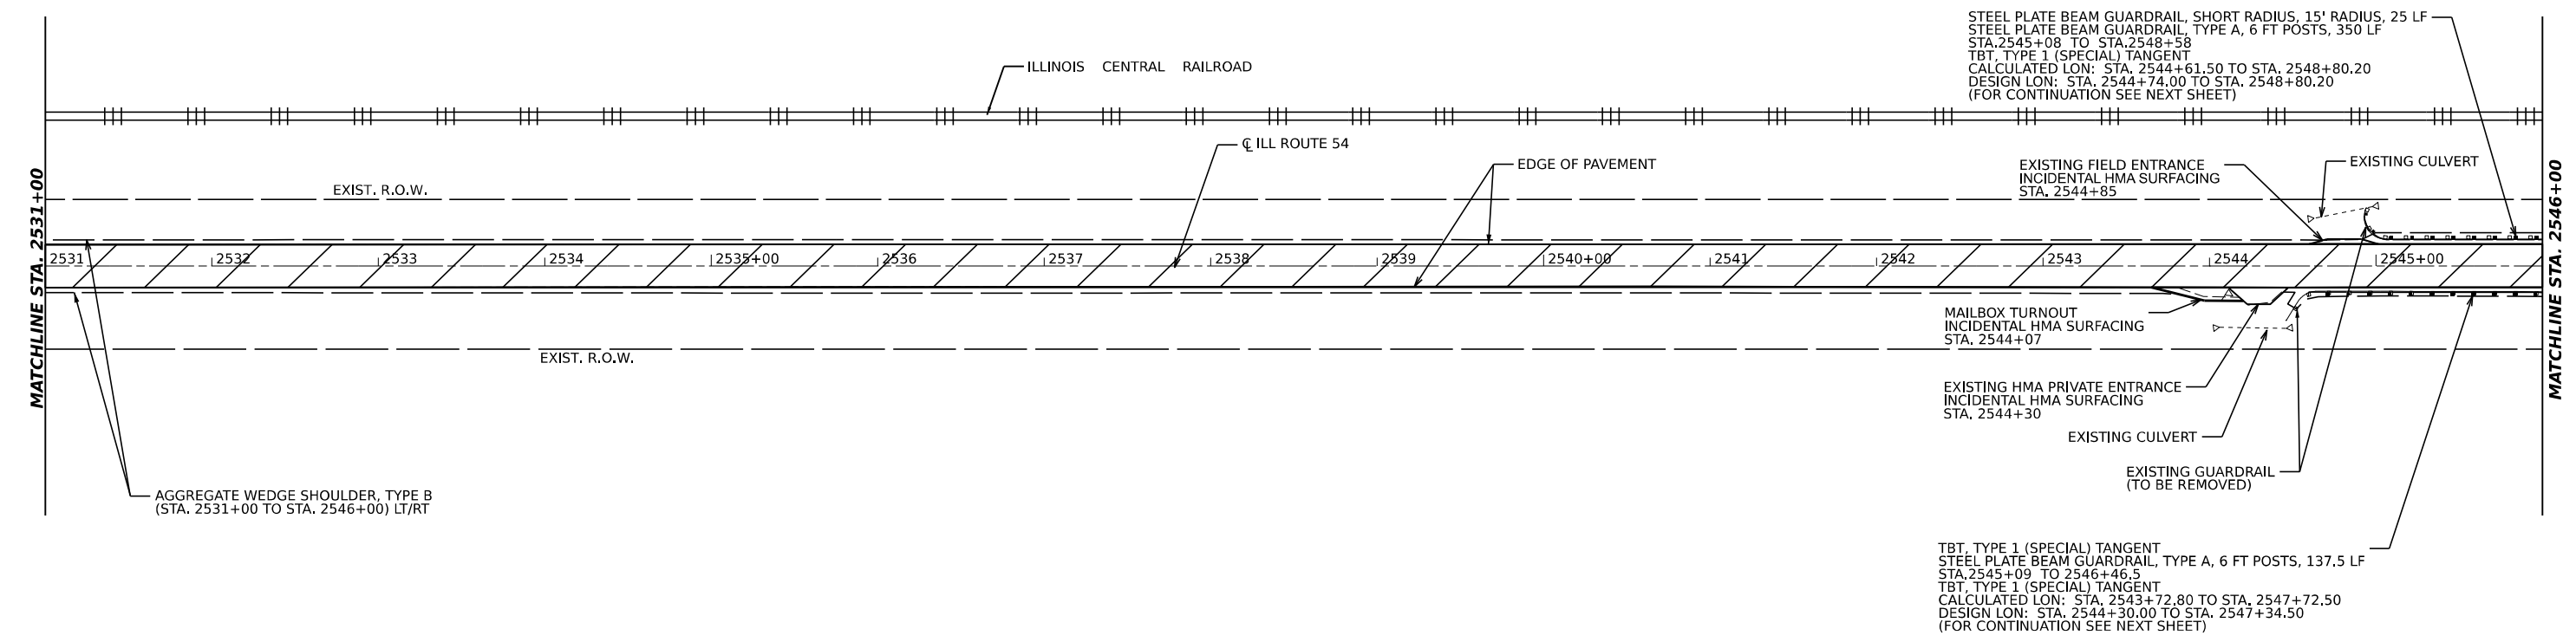 STEEL PLATE BEAM GUARDRAIL, SHORT RADIUS, 15' RADIUS, 25 LF
STEEL PLATE BEAM GUARDRAIL, TYPE A, 6 FT POSTS, 350 LF
STA.2545+08 TO STA.2548+58
TBT, TYPE 1 (SPECIAL) TANGENT
CALCULATED LON: STA. 2544+61.50 TO STA. 2548+80.20
DESIGN LON: STA. 2544+74.00 TO STA. 2548+80.20
(FOR CONTINUATION SEE NEXT SHEET)
ILLINOIS CENTRAL RAILROAD
℄ ILL ROUTE 54
EDGE OF PAVEMENT
EXISTING FIELD ENTRANCE
INCIDENTAL HMA SURFACING
STA. 2544+85
EXISTING CULVERT
EXIST. R.O.W.
MATCHLINE STA. 2531+00
MATCHLINE STA. 2546+00
2531 2532 2533 2534 2535+00 2536 2537 2538 2539 2540+00 2541 2542 2543 2544 2545+00
MAILBOX TURNOUT
INCIDENTAL HMA SURFACING
STA. 2544+07
EXIST. R.O.W.
EXISTING HMA PRIVATE ENTRANCE
INCIDENTAL HMA SURFACING
STA. 2544+30
EXISTING CULVERT
EXISTING GUARDRAIL
(TO BE REMOVED)
AGGREGATE WEDGE SHOULDER, TYPE B
(STA. 2531+00 TO STA. 2546+00) LT/RT
TBT, TYPE 1 (SPECIAL) TANGENT
STEEL PLATE BEAM GUARDRAIL, TYPE A, 6 FT POSTS, 137.5 LF
STA.2545+09 TO 2546+46.5
TBT, TYPE 1 (SPECIAL) TANGENT
CALCULATED LON: STA. 2543+72.80 TO STA. 2547+72.50
DESIGN LON: STA. 2544+30.00 TO STA. 2547+34.50
(FOR CONTINUATION SEE NEXT SHEET)